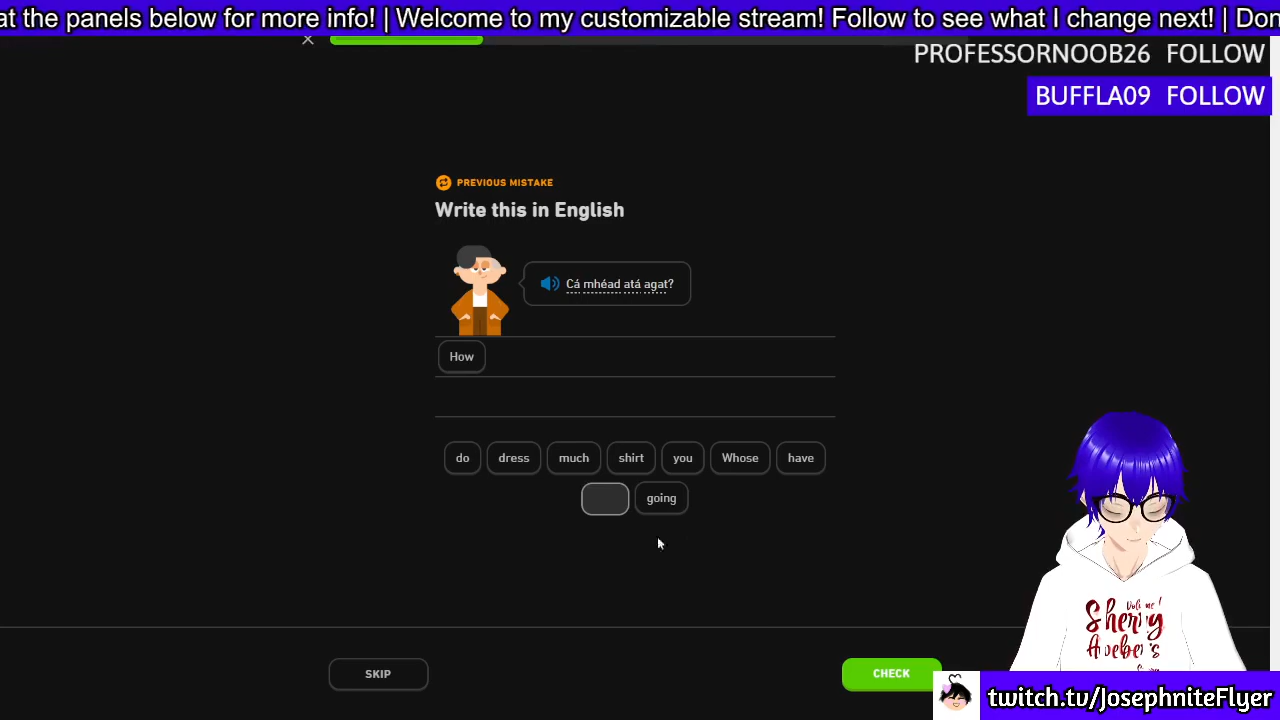 at the panels below for more info! | Welcome to my customizable stream! Follow to see what I change next! | Don
PROFESSORNOOB26 FOLLOW
BUFFLA09 FOLLOW
PREVIOUS MISTAKE
Write this in English
Cá mhéad atá agat?
How
do dress much shirt you Whose have
going
SKIP
CHECK
twitch.tv/JosephniteFlyer